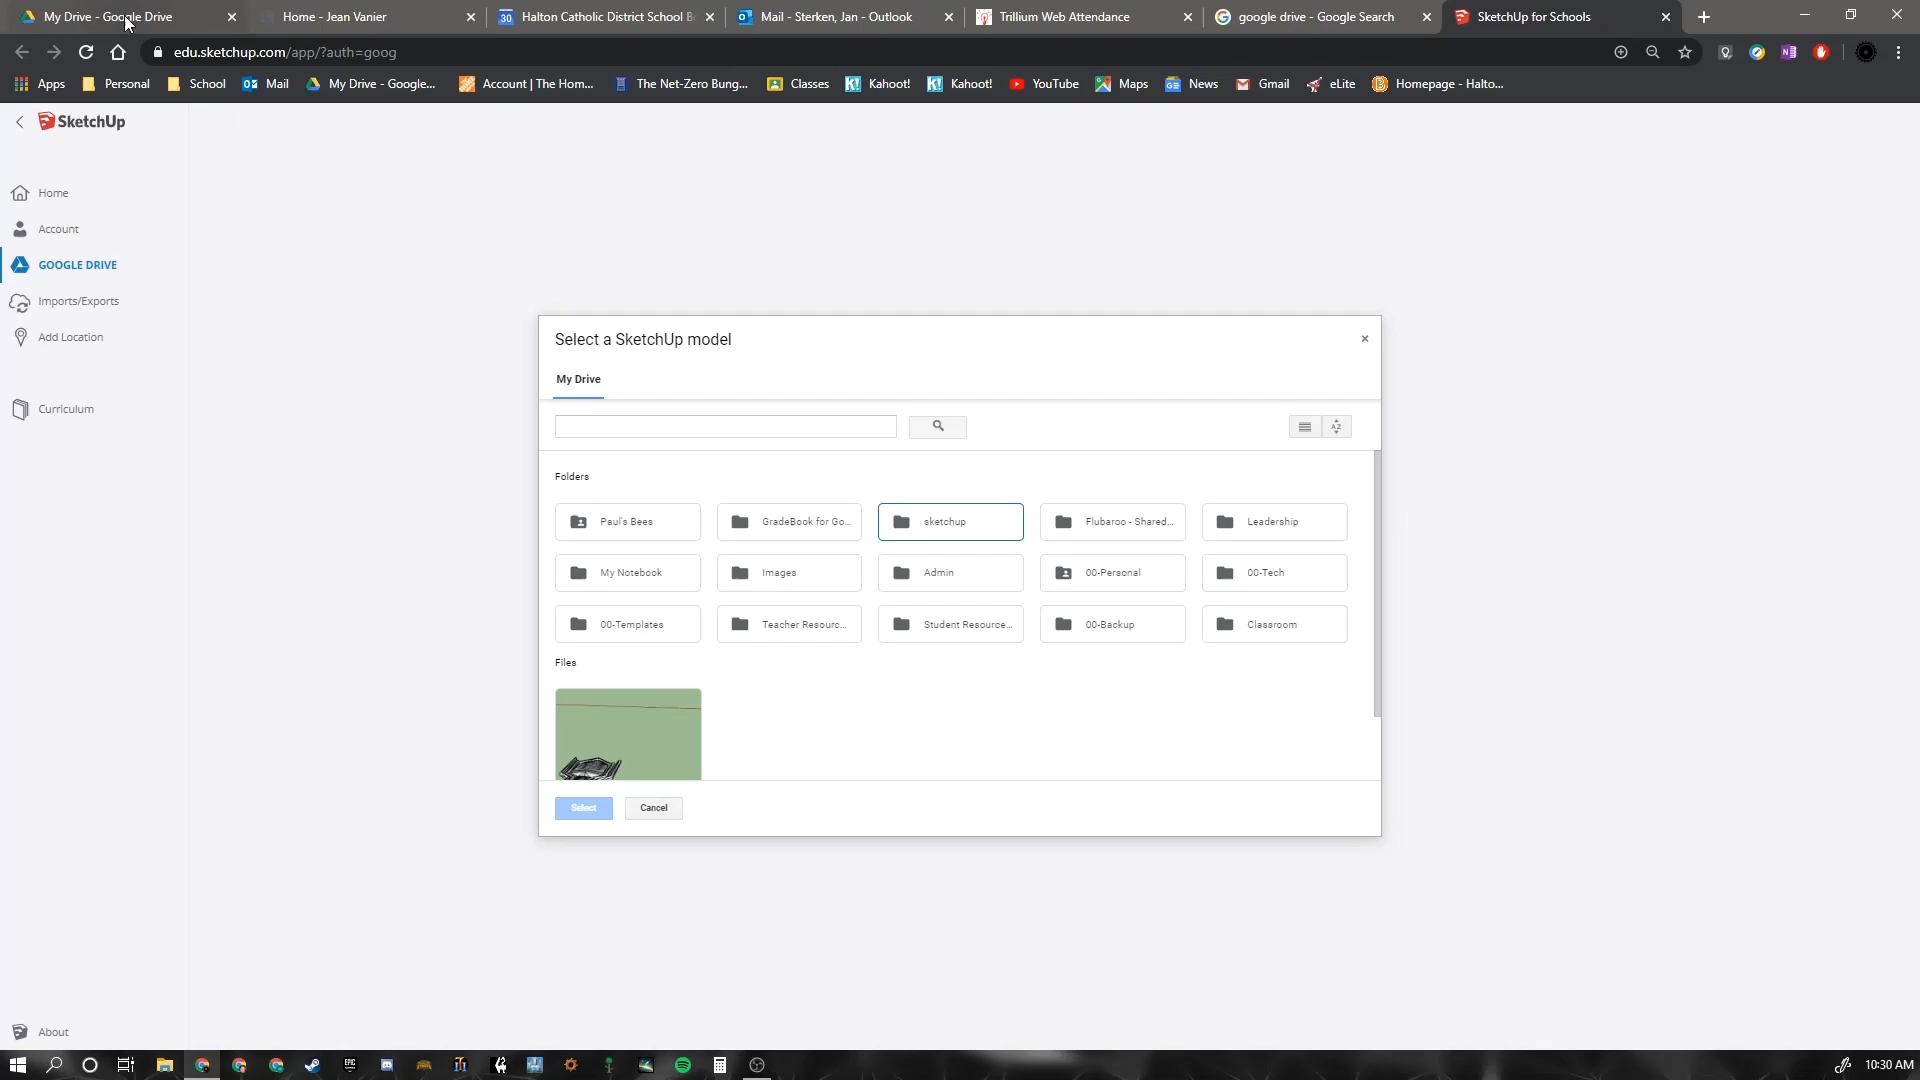 My Drive - Google Drive
Home - Jean Vanier
Halton Catholic District School B
Mail - Sterken, Jan - Outlook
Trillium Web Attendance
google drive - Google Search
SketchUp for Schools
edu.sketchup.com/app/?auth=goog
Apps
Personal
School
Mail
My Drive - Google...
Account | The Hom...
The Net-Zero Bung...
Classes
Kahoot!
Kahoot!
YouTube
Maps
News
Gmail
eLite
Homepage - Halto...
SketchUp
Home
Account
GOOGLE DRIVE
Imports/Exports
Add Location
Curriculum
About
Select a SketchUp model
My Drive
AZ
Folders
Paul's Bees
GradeBook for Go...
sketchup
Flubaroo - Shared...
Leadership
My Notebook
Images
Admin
00-Personal
00-Tech
00-Templates
Teacher Resourc...
Student Resource...
00-Backup
Classroom
Files
Select
Cancel
10:30 AM